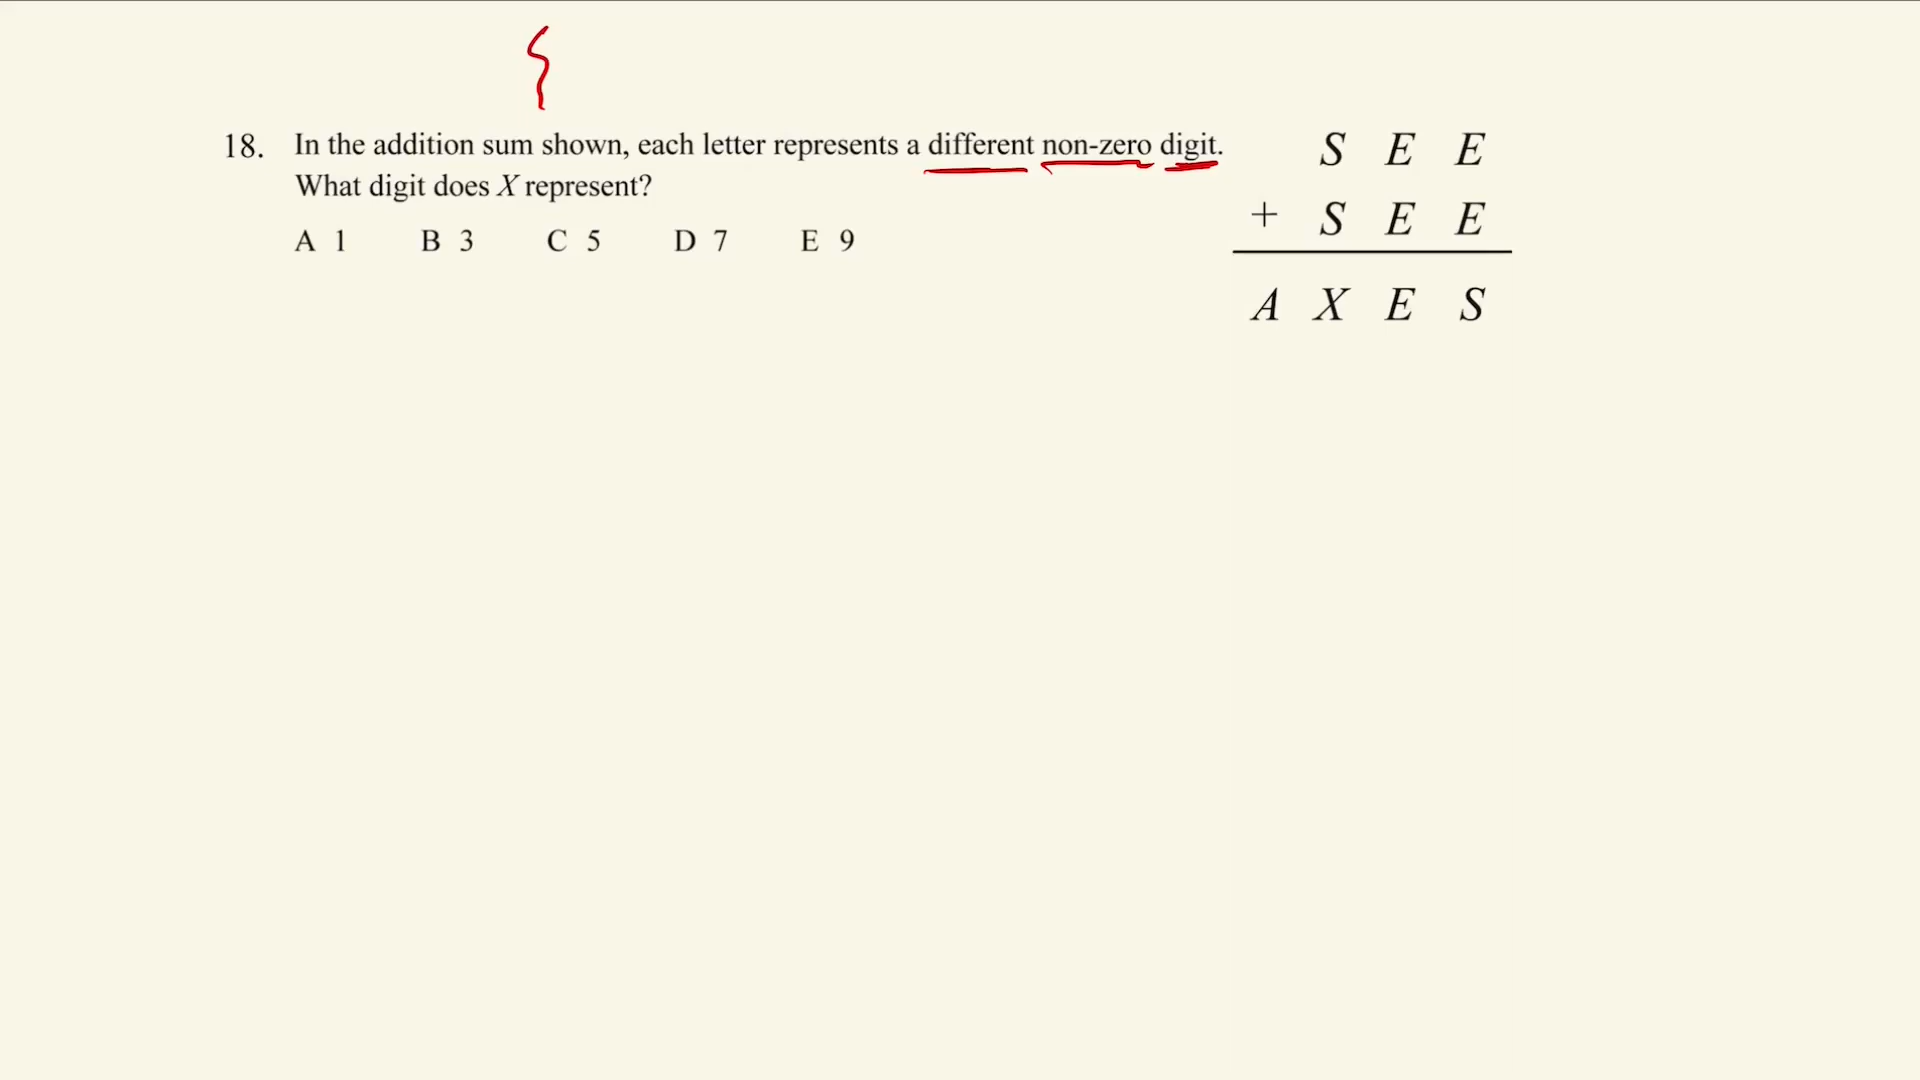 18. In the addition sum shown, each letter represents a different non-zero digit.
What digit does X represent?
A 1 B 3 C 5 D 7 E 9
S E E
+ S E E
A X E S